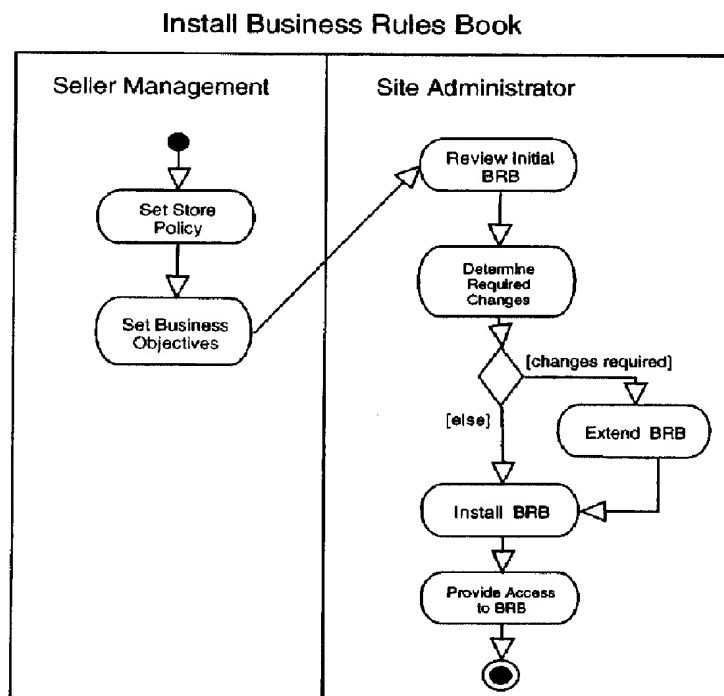 Install Business Rules Book
Seller Management
Site Administrator
Set Store
Policy
Set Business
Objectives
Review Initial
BRB
Determine
Required
Changes
[changes required]
[else]
Extend BRB
Install BRB
Provide Access
to BRB